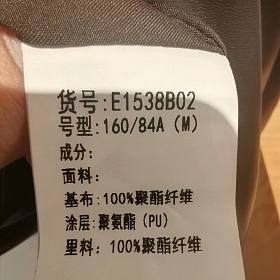 货号:E1538B02
号型:160/84A (M)
成分:
面料:
基布:100%聚酯纤维
涂层:聚氨酯 (PU)
里料: 100%聚酯纤维